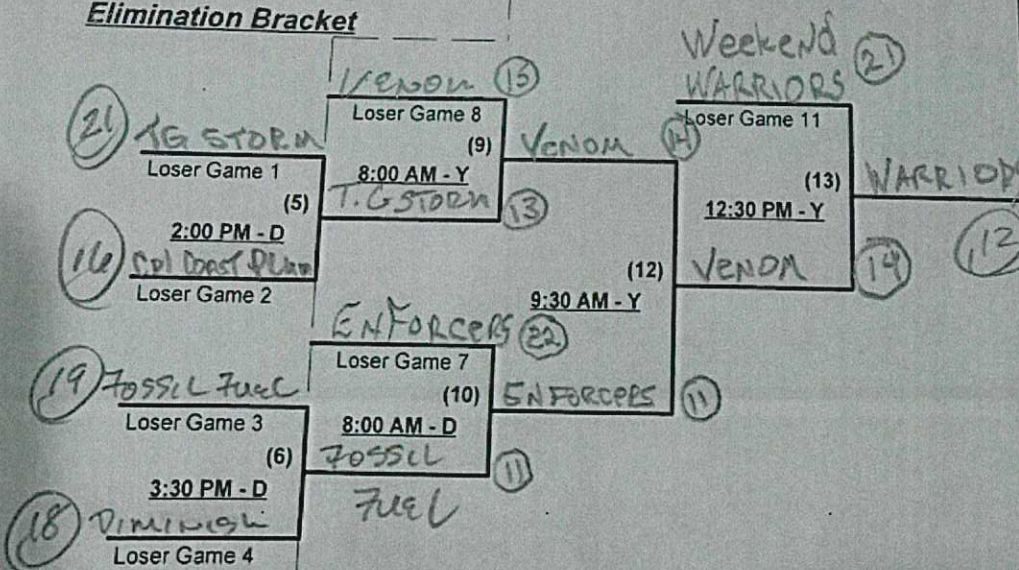 Elimination Bracket
Weekend
WARRIORS 21
VENOM 15
Loser Game 8
Loser Game 11
21 TG STORM
Loser Game 1
(9)
VENOM 14
8:00 AM - Y
(13)
WARRIORS
(5)
T.G STORM 13
12:30 PM - Y
2:00 PM - D
12
16
Loser Game 2
(12)
VENOM 14
9:30 AM - Y
ENFORCERS 22
Loser Game 7
19 FOSSIL FUEL
(10)
ENFORCERS 11
Loser Game 3
8:00 AM - D
(6)
FOSSIL 11
FUEL
3:30 PM - D
18 DIMINISH
Loser Game 4